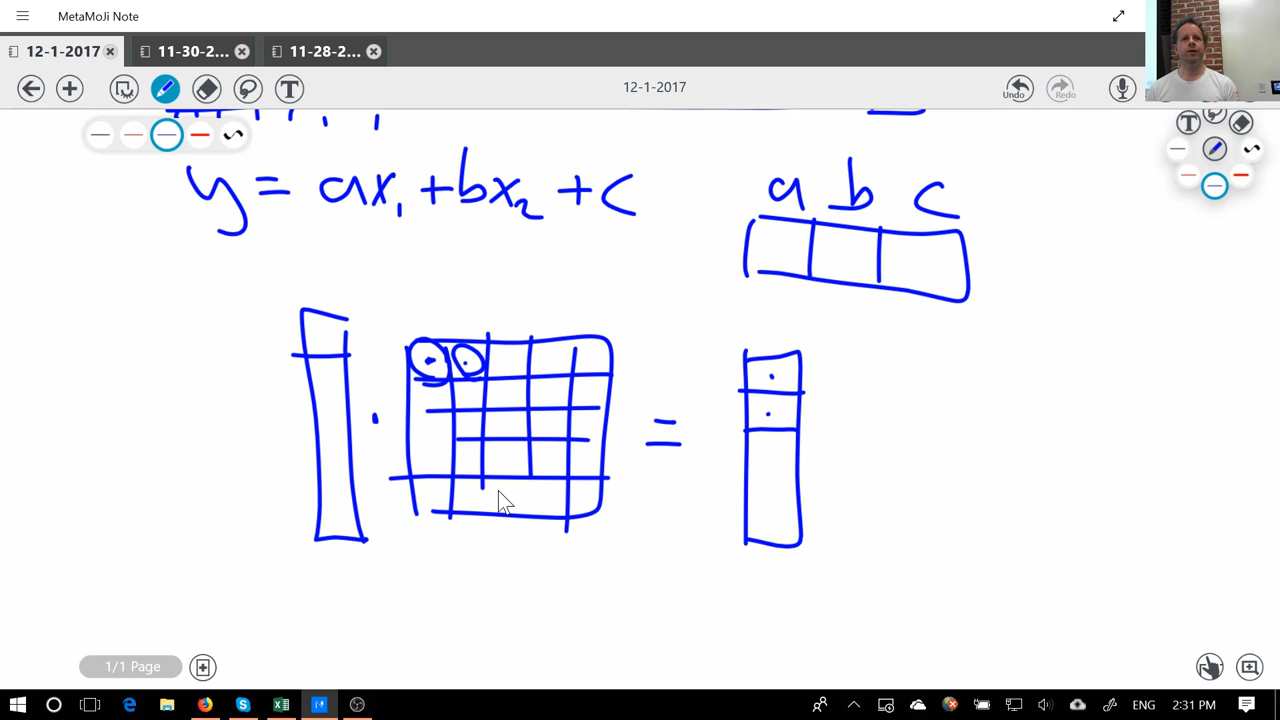 MetaMoJi Note
12-1-2017
11-30-2...
11-28-2...
12-1-2017
Undo
Redo
y = ax₁ + bx₂ + c
a b c
=
1/1 Page
ENG
2:31 PM